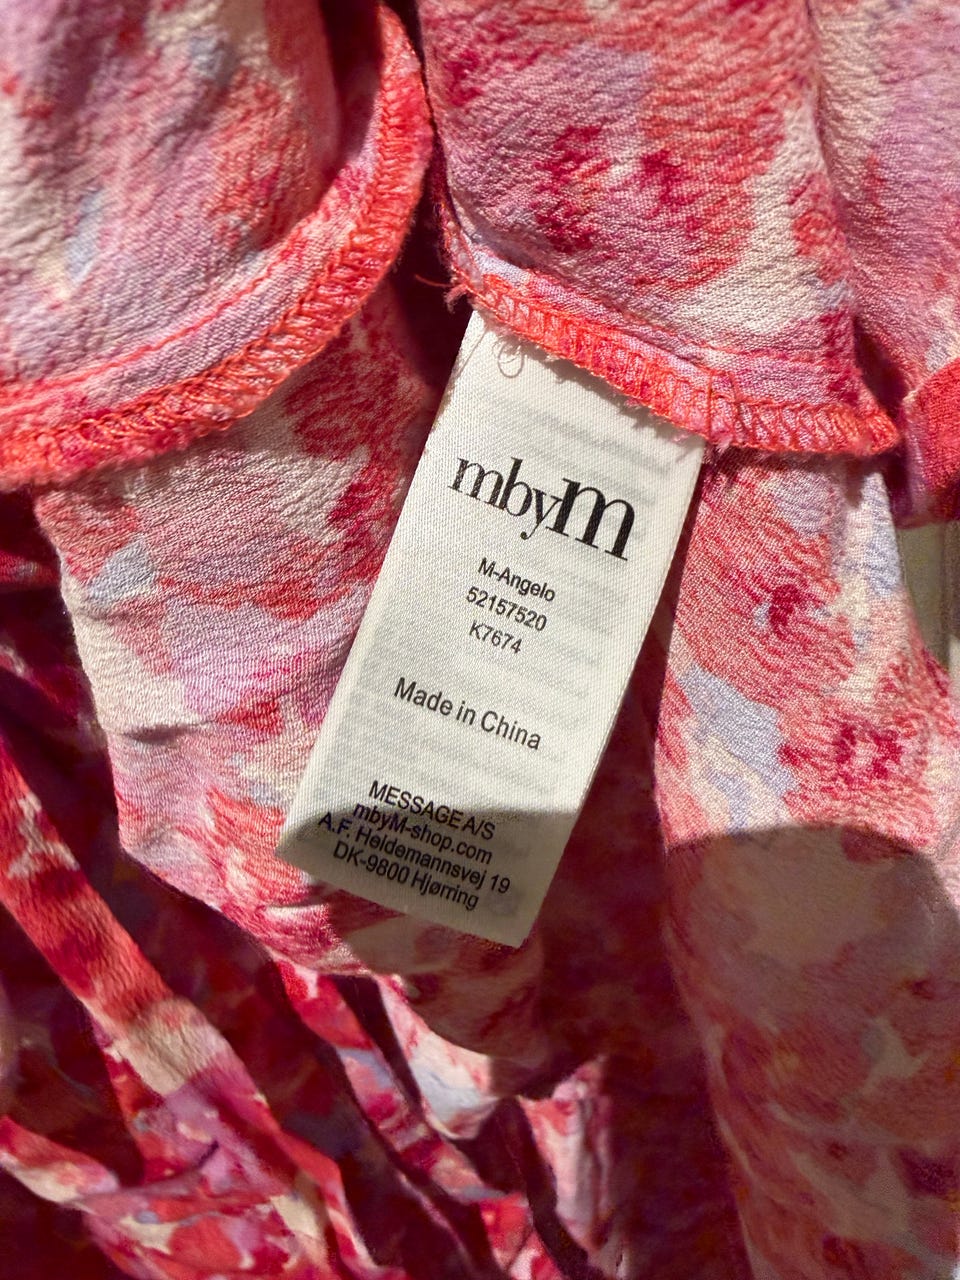 mbyM
M-Angelo
52157520
K7674
Made in China
MESSAGE A/S
mbyM-shop.com
A.F. Heidemannsvej 19
DK-9800 Hjørring